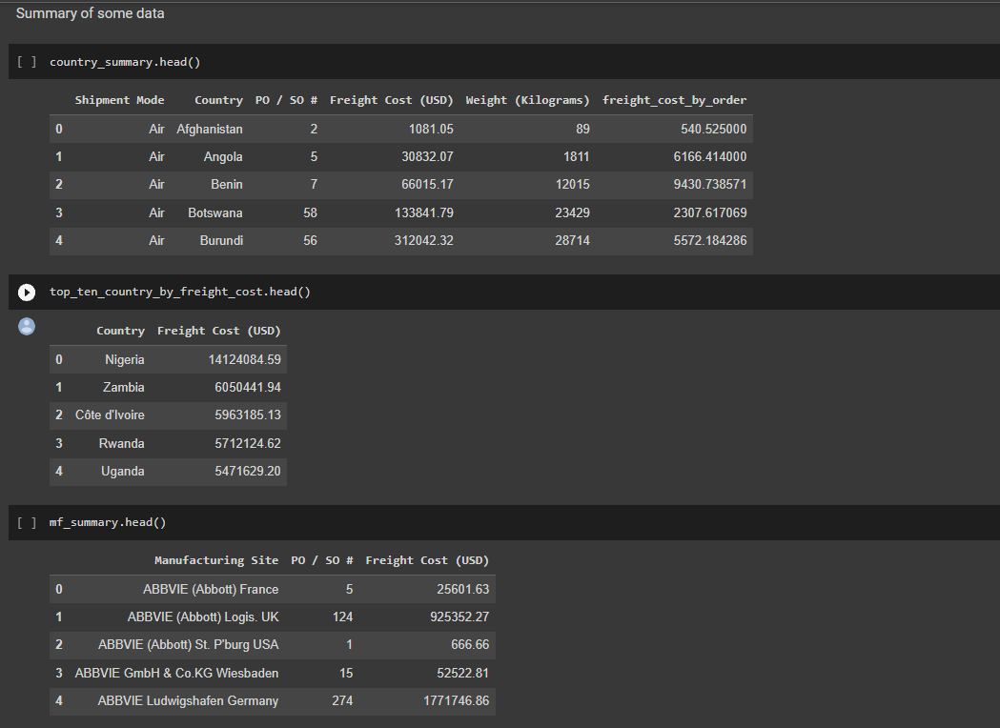 Summary of some data
[ ] country_summary.head()
Shipment Mode Country PO / SO # Freight Cost (USD) Weight (Kilograms) freight_cost_by_order
0 Air Afghanistan 2 1081.05 89 540.525000
1 Air Angola 5 30832.07 1811 6166.414000
2 Air Benin 7 66015.17 12015 9430.738571
3 Air Botswana 58 133841.79 23429 2307.617069
4 Air Burundi 56 312042.32 28714 5572.184286
top_ten_country_by_freight_cost.head()
Country Freight Cost (USD)
0 Nigeria 14124084.59
1 Zambia 6050441.94
2 Côte d'Ivoire 5963185.13
3 Rwanda 5712124.62
4 Uganda 5471629.20
[ ] mf_summary.head()
Manufacturing Site PO / SO # Freight Cost (USD)
0 ABBVIE (Abbott) France 5 25601.63
1 ABBVIE (Abbott) Logis. UK 124 925352.27
2 ABBVIE (Abbott) St. P'burg USA 1 666.66
3 ABBVIE GmbH & Co.KG Wiesbaden 15 52522.81
4 ABBVIE Ludwigshafen Germany 274 1771746.86